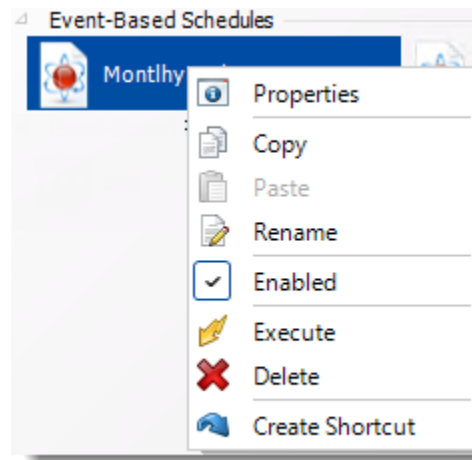 Event-Based Schedules
Montlhy
Properties
Copy
Paste
Rename
Enabled
Execute
Delete
Create Shortcut